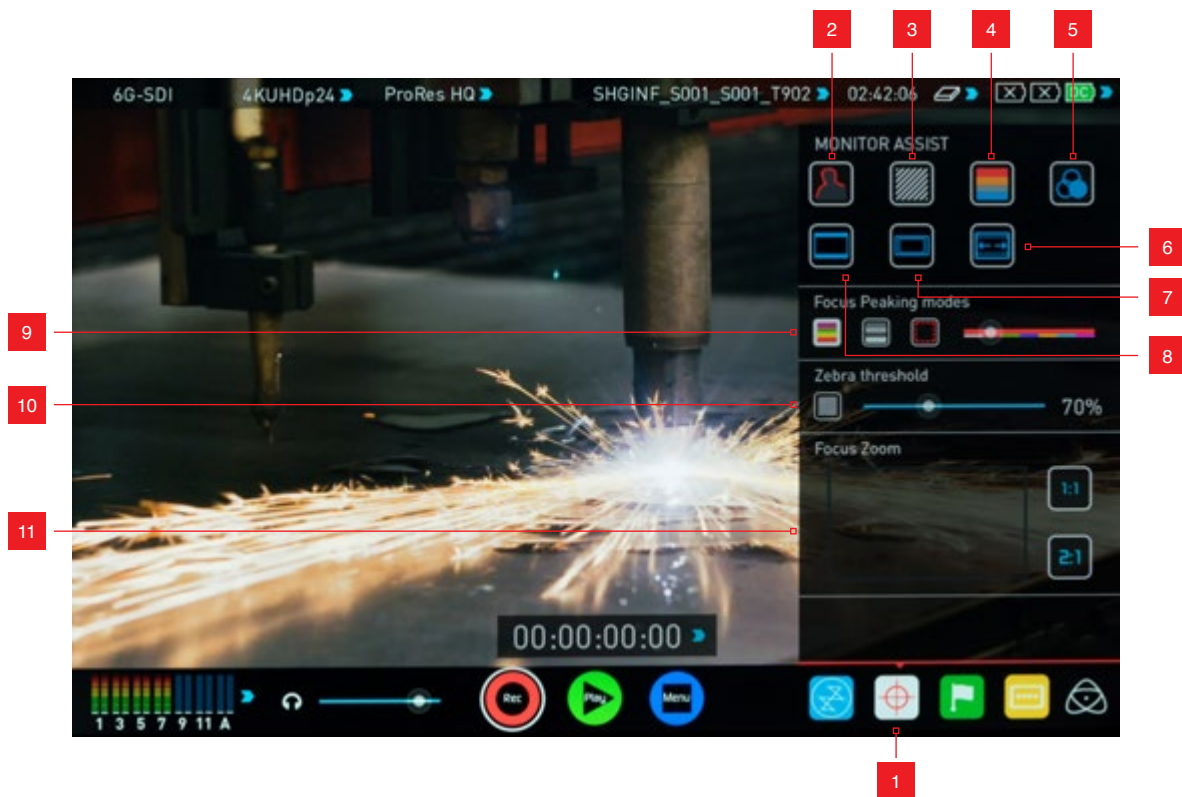 2 3 4 5
6G-SDI 4KUHDp24 ProRes HQ SHGINF_S001_S001_T902 02:42:06 DC
MONITOR ASSIST
6
7
Focus Peaking modes
9
8
Zebra threshold
10
70%
Focus Zoom
1:1
11
2:1
00:00:00:00
Rec Play Menu
1 3 5 7 9 11 A
1